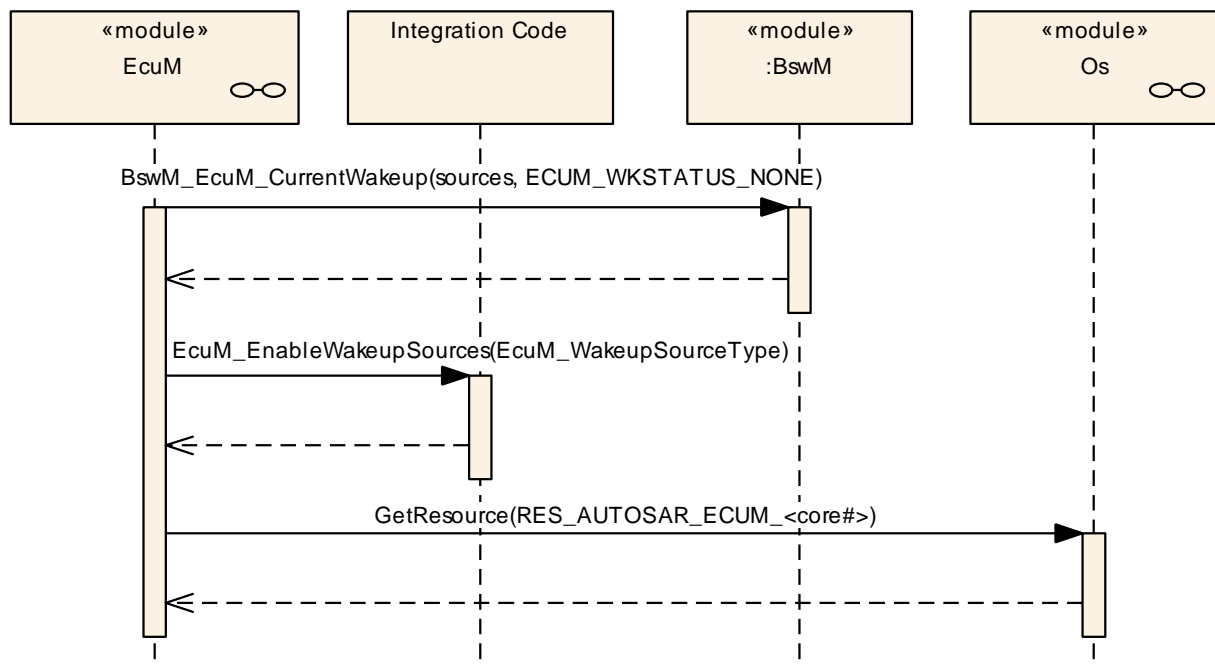 «module»
EcuM
Integration Code
«module»
:BswM
«module»
Os
BswM_EcuM_CurrentWakeup(sources, ECUM_WKSTATUS_NONE)
EcuM_EnableWakeupSources(EcuM_WakeupSourceType)
GetResource(RES_AUTOSAR_ECUM_<core#>)